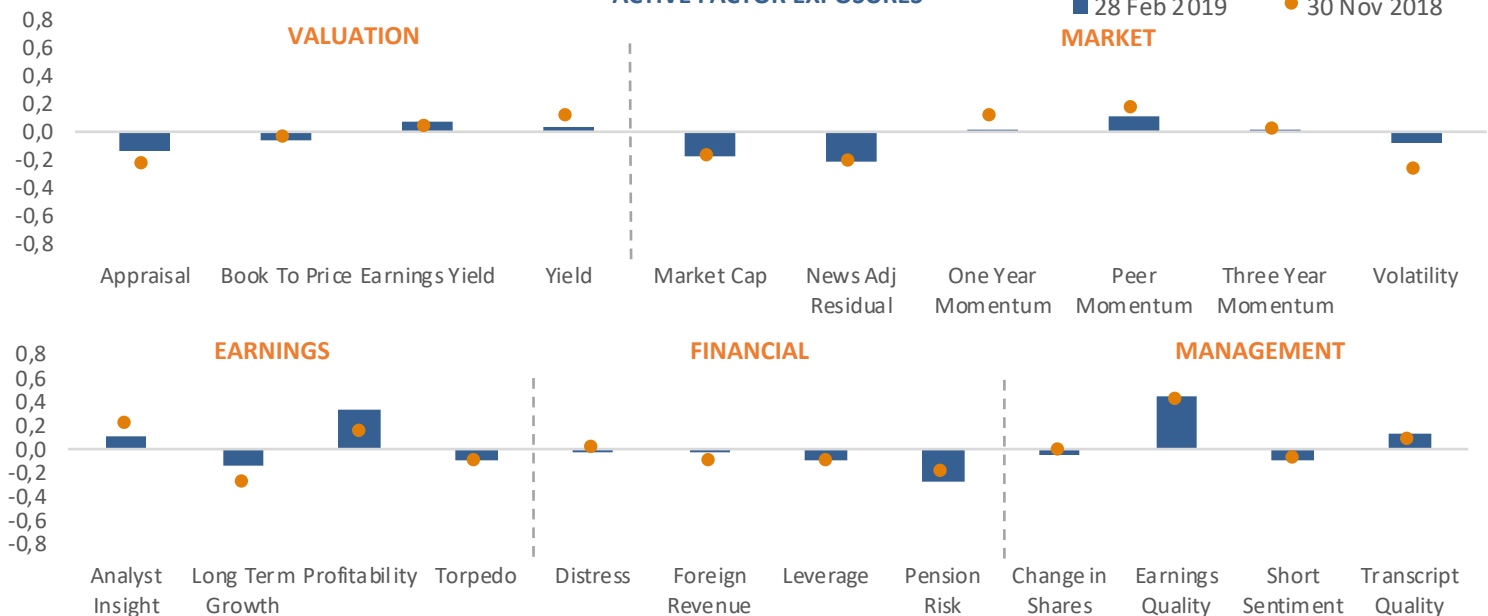 ACTIVE FACTOR EXPOSURES
28 Feb 2019 30 Nov 2018
VALUATION MARKET
0,8
0,6
0,4
0,2
0,0
-0,2
-0,4
-0,6
-0,8
Appraisal Book To Price Earnings Yield Yield Market Cap News Adj One Year Peer Three Year Volatility
Residual Momentum Momentum Momentum
EARNINGS FINANCIAL MANAGEMENT
0,8
0,6
0,4
0,2
0,0
-0,2
-0,4
-0,6
-0,8
Analyst Long Term Profitability Torpedo Distress Foreign Leverage Pension Change in Earnings Short Transcript
Insight Growth Revenue Risk Shares Quality Sentiment Quality